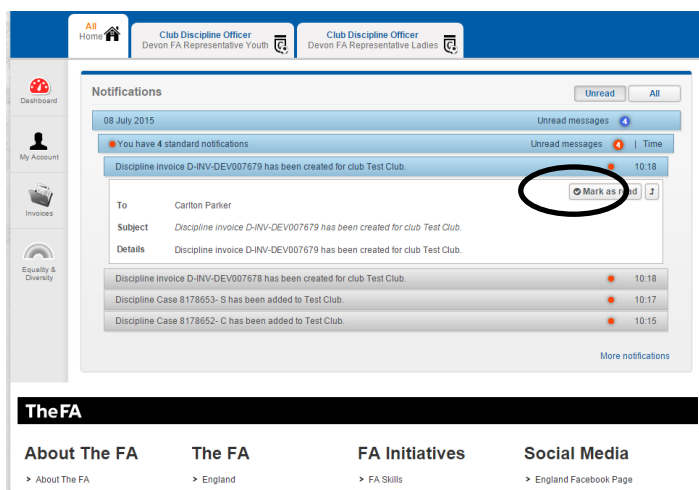 All
Home
Club Discipline Officer
Devon FA Representative Youth
Club Discipline Officer
Devon FA Representative Ladies
Dashboard
My Account
Invoices
Equality &
Diversity
Notifications
Unread
All
08 July 2015
Unread messages 4
You have 4 standard notifications
Unread messages 4 | Time
Discipline invoice D-INV-DEV007679 has been created for club Test Club.
10:18
Mark as read
To
Carlton Parker
Subject
Discipline invoice D-INV-DEV007679 has been created for club Test Club.
Details
Discipline invoice D-INV-DEV007679 has been created for club Test Club.
Discipline invoice D-INV-DEV007678 has been created for club Test Club.
10:18
Discipline Case 8178653- S has been added to Test Club.
10:17
Discipline Case 8178652- C has been added to Test Club.
10:15
More notifications
TheFA
About The FA
The FA
FA Initiatives
Social Media
> About The FA
> England
> FA Skills
> England Facebook Page